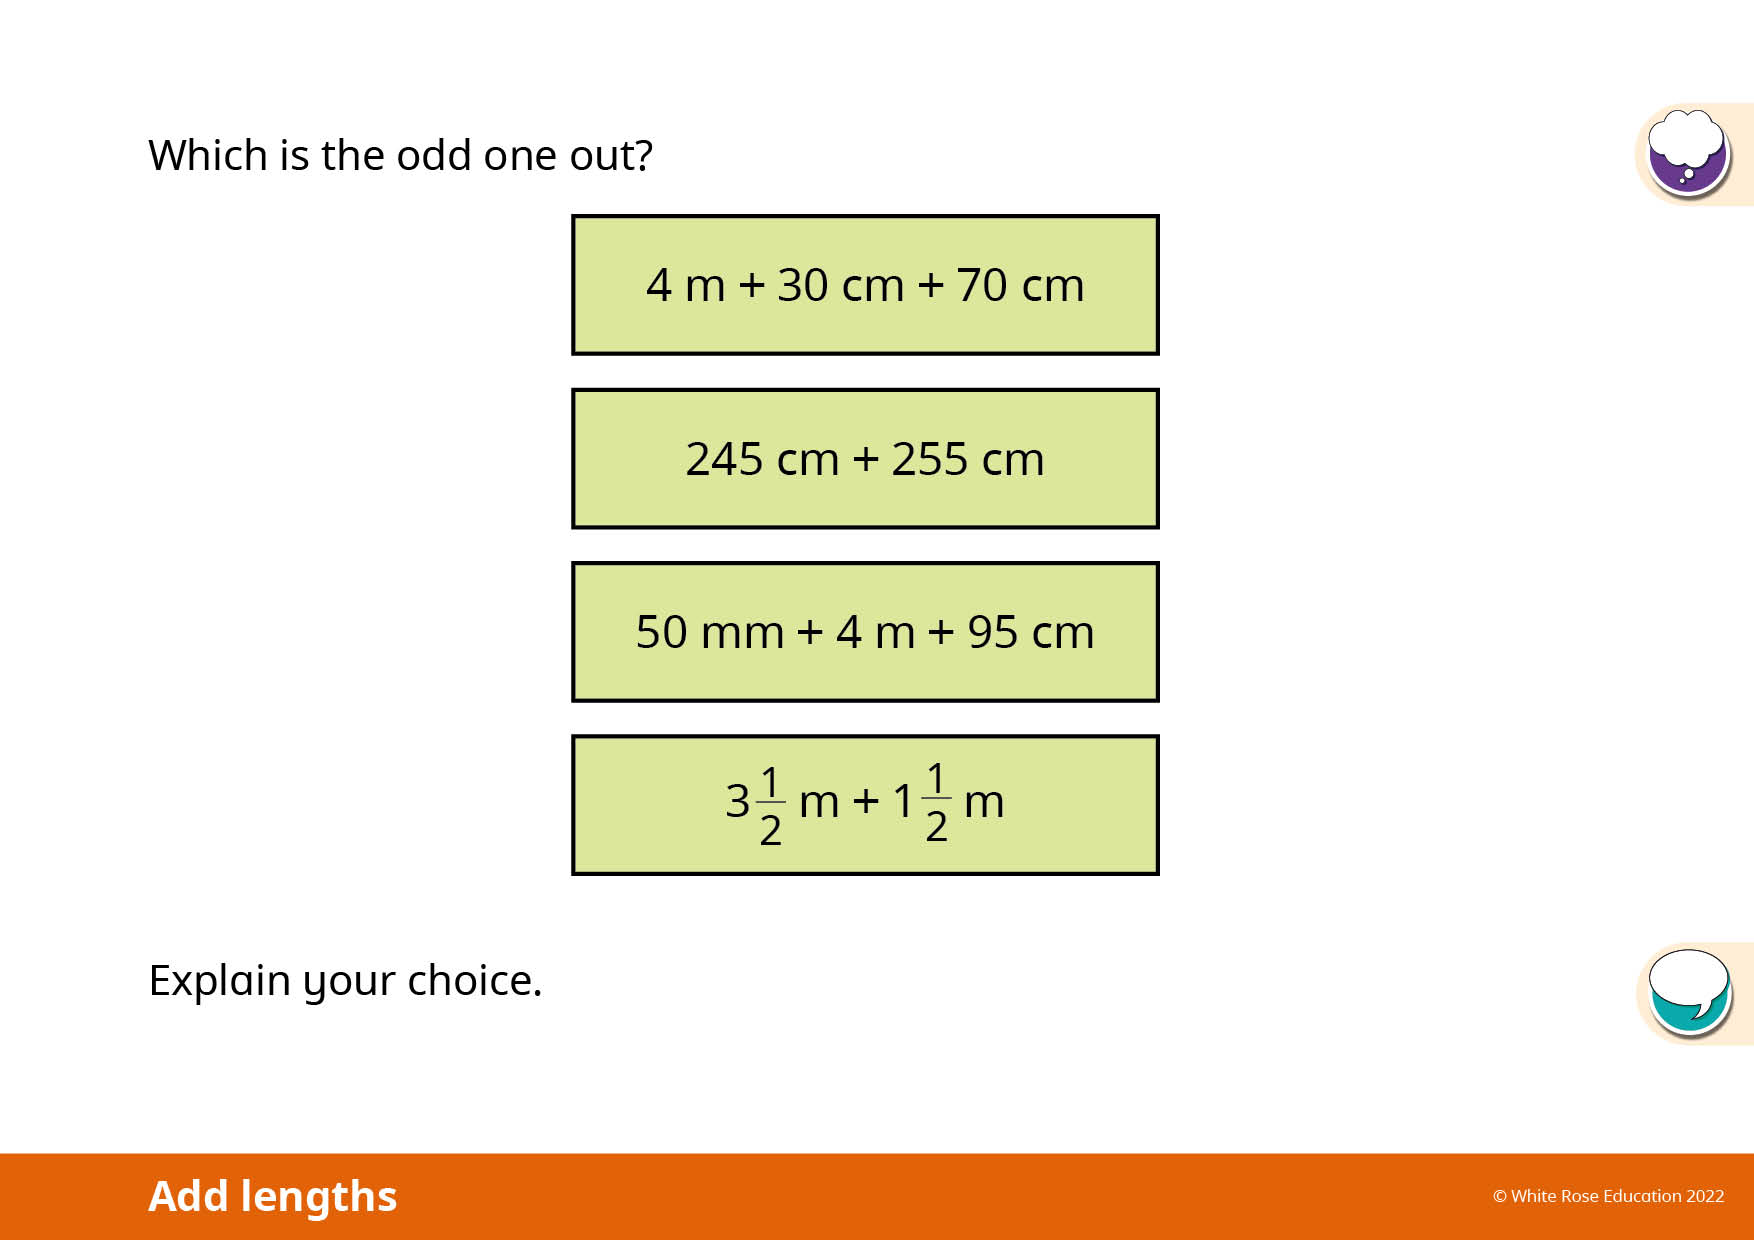 Which is the odd one out?
4 m + 30 cm + 70 cm
245 cm + 255 cm
50 mm + 4 m + 95 cm
3 1/2 m + 1 1/2 m
Explain your choice.
Add lengths
© White Rose Education 2022